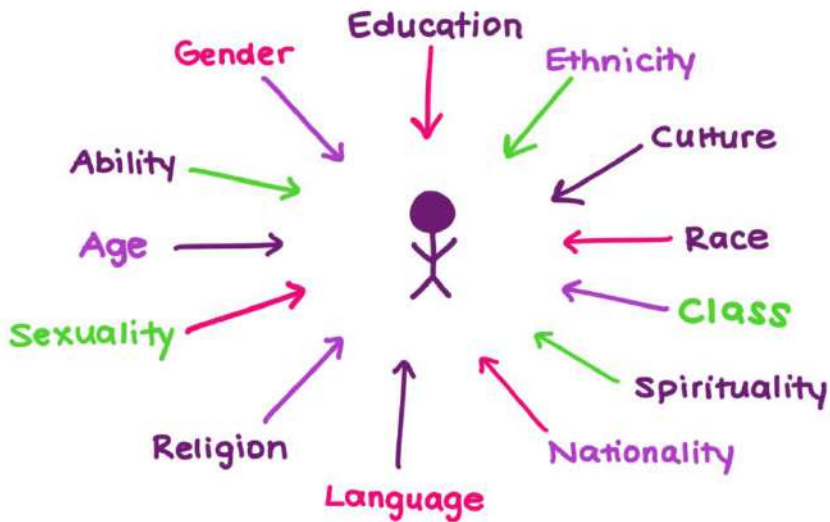 Education
Gender
Ethnicity
Culture
Ability
Race
Age
Class
Sexuality
Spirituality
Religion
Nationality
Language